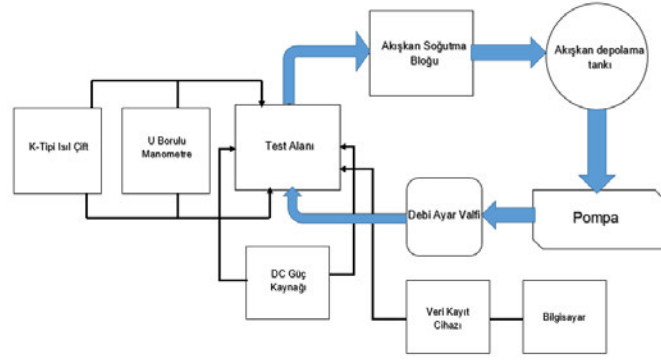 Akışkan Soğutma
Bloğu
Akışkan depolama
tankı
K-Tipi Isıl Çift
U Borulu
Manometre
Test Alanı
Debi Ayar Valfi
Pompa
DC Güç
Kaynağı
Veri Kayıt
Cihazı
Bilgisayar